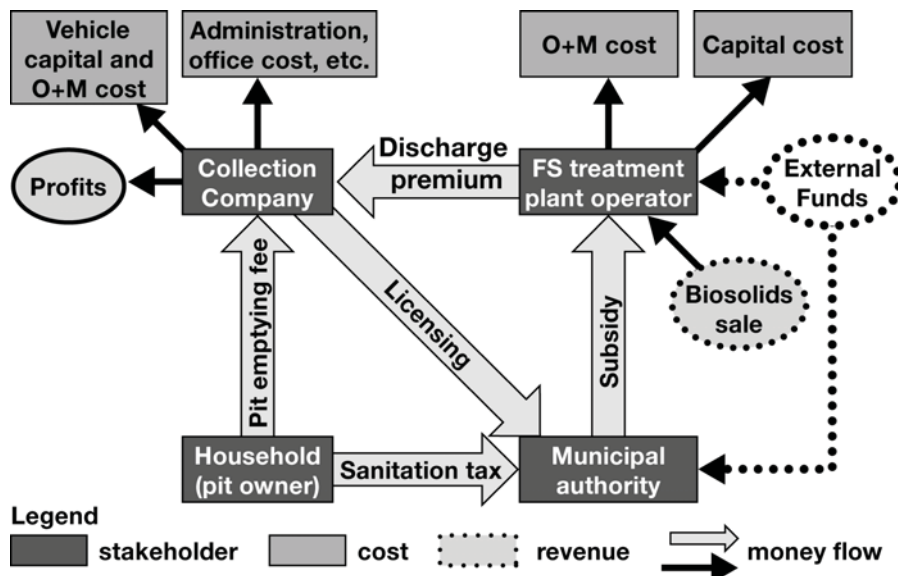 Vehicle
capital and
O+M cost
Administration,
office cost, etc.
O+M cost
Capital cost
Profits
Collection
Company
Discharge
premium
FS treatment
plant operator
External
Funds
Pit emptying fee
Licensing
Subsidy
Biosolids
sale
Household
(pit owner)
Sanitation tax
Municipal
authority
Legend
stakeholder
cost
revenue
money flow